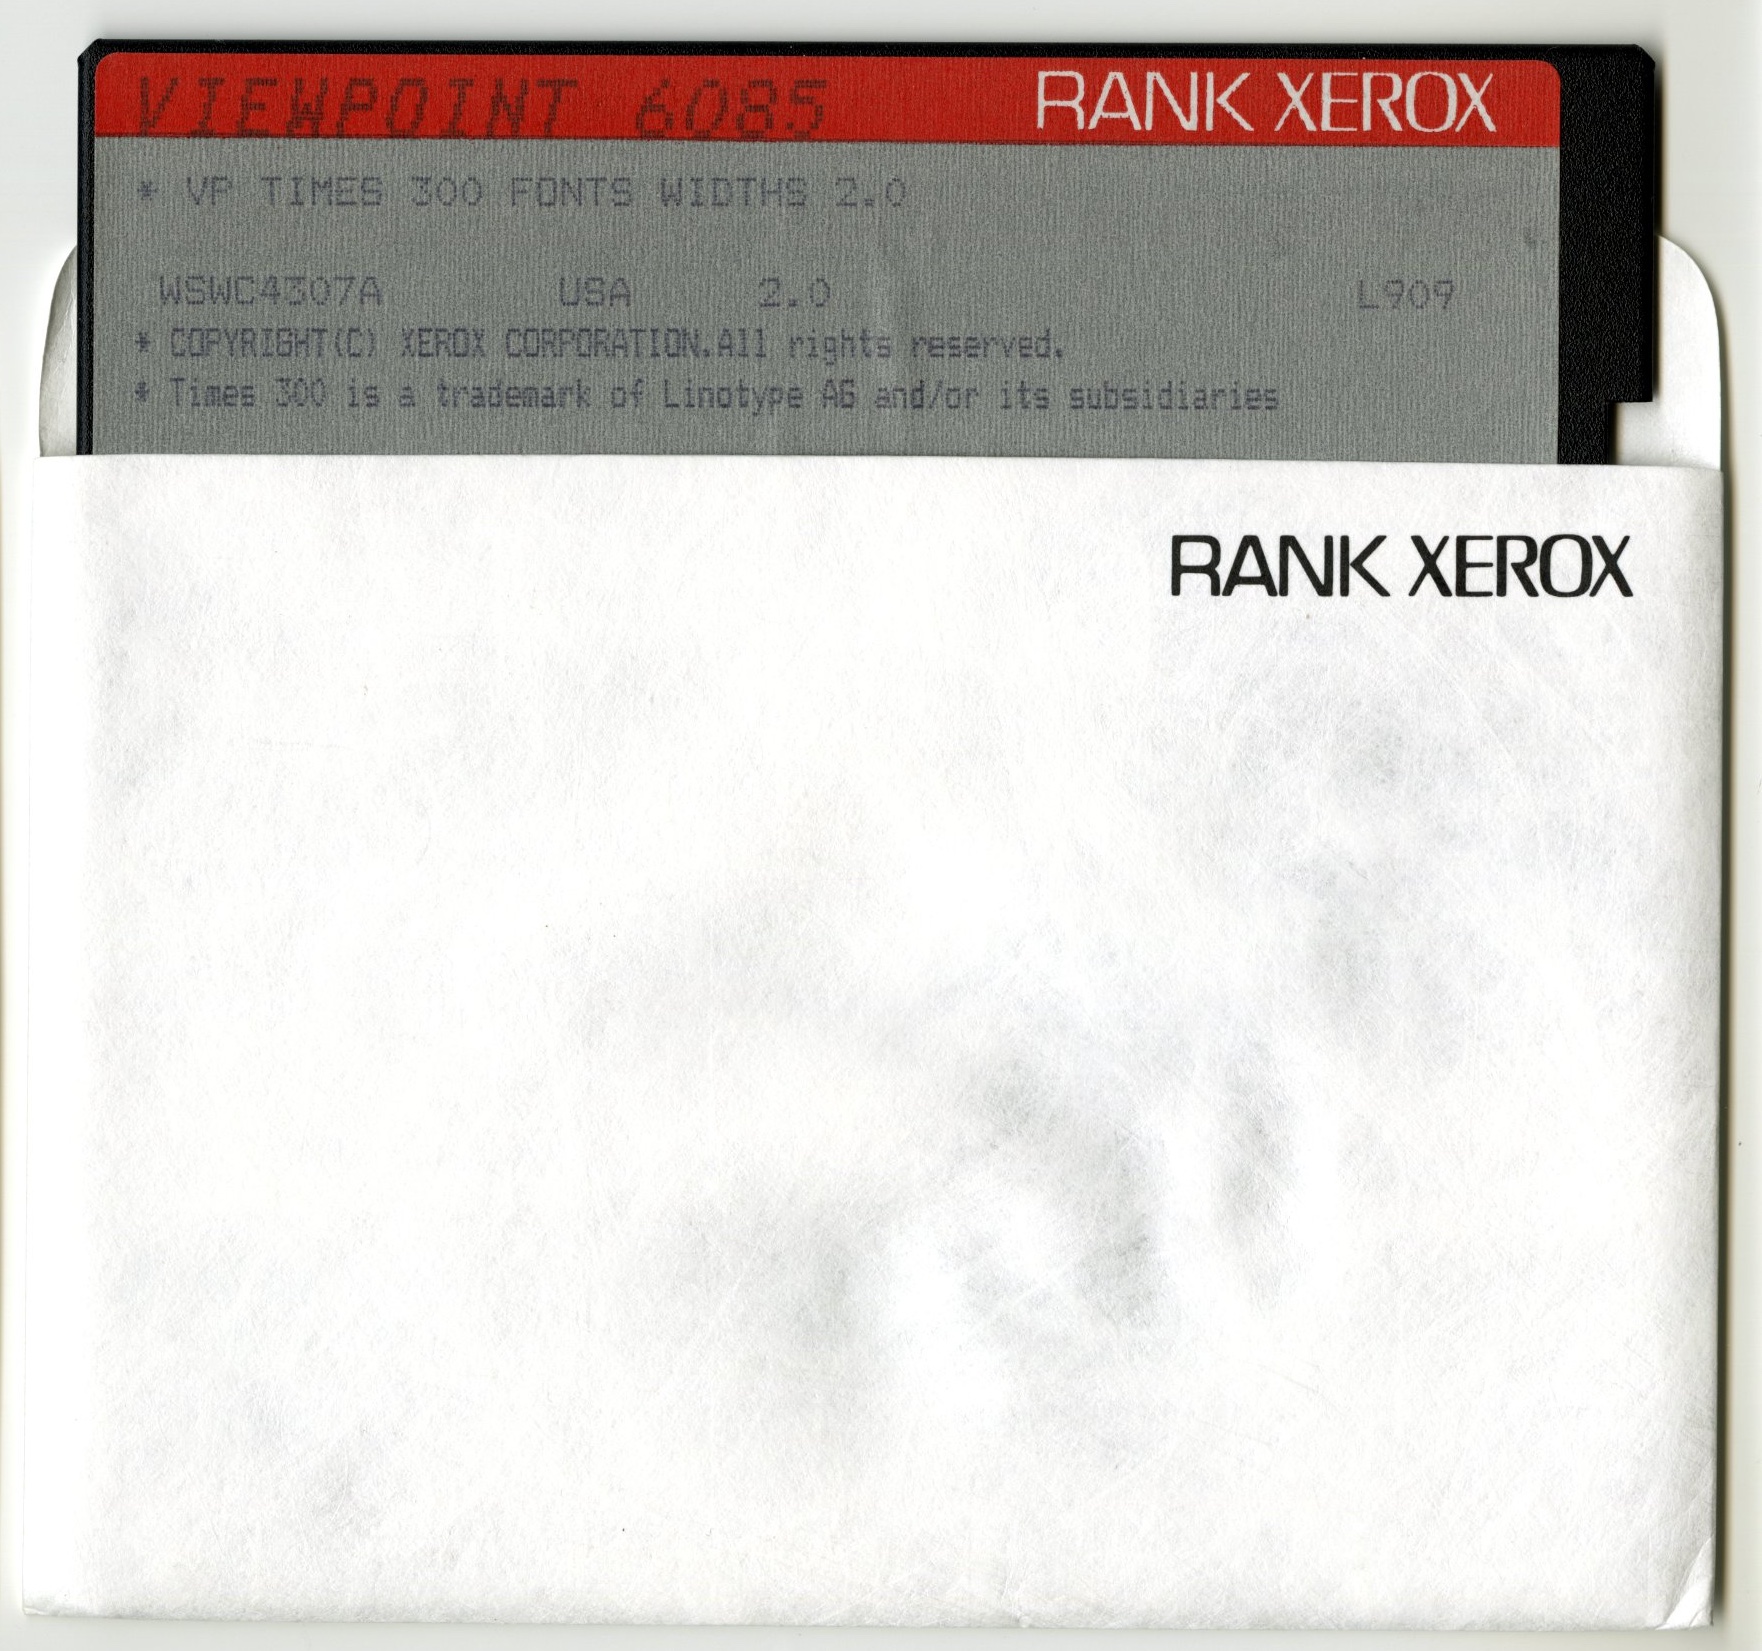 VIEWPOINT 6085 RANK XEROX
* VP TIMES 300 FONTS WIDTHS 2.0
WSWC4307A USA 2.0 L909
* COPYRIGHT(C) XEROX CORPORATION.All rights reserved.
* Times 300 is a trademark of Linotype AG and/or its subsidiaries
RANK XEROX